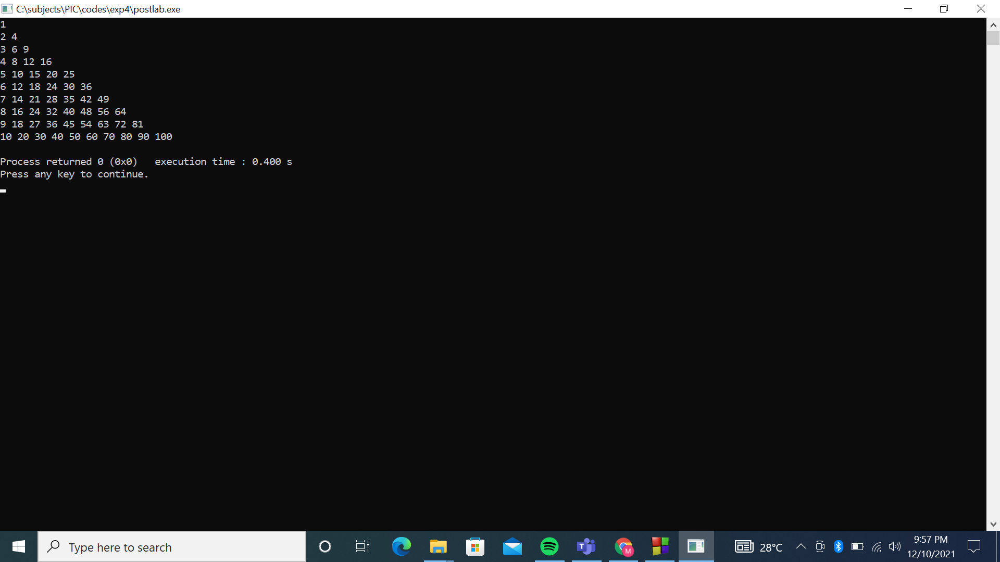 C:\subjects\PIC\codes\exp4\postlab.exe
1
2 4
3 6 9
4 8 12 16
5 10 15 20 25
6 12 18 24 30 36
7 14 21 28 35 42 49
8 16 24 32 40 48 56 64
9 18 27 36 45 54 63 72 81
10 20 30 40 50 60 70 80 90 100
Process returned 0 (0x0)   execution time : 0.400 s
Press any key to continue.
Type here to search
T
M
28°C
9:57 PM
12/10/2021